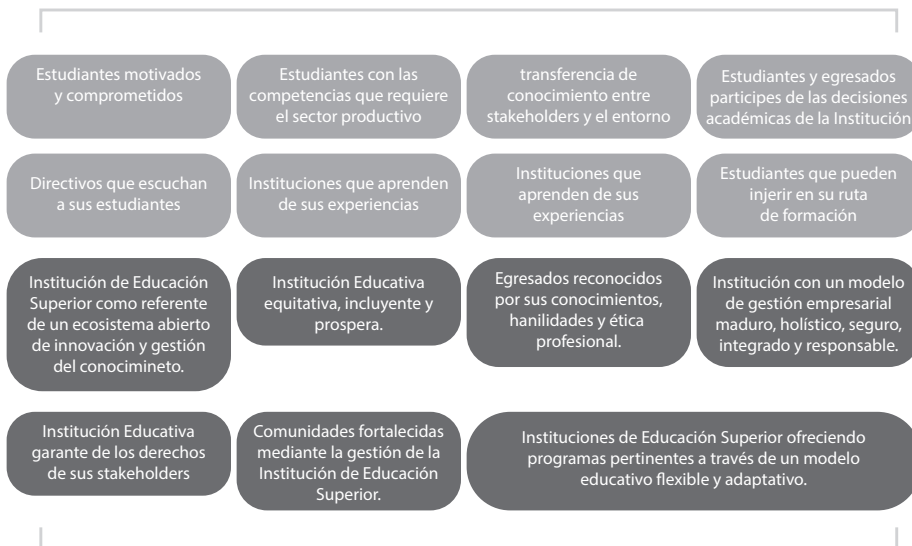 Estudiantes motivados
y comprometidos
Estudiantes con las
competencias que requiere
el sector productivo
transferencia de
conocimiento entre
stakeholders y el entorno
Estudiantes y egresados
participes de las decisiones
académicas de la Institución
Directivos que escuchan
a sus estudiantes
Instituciones que aprenden
de sus experiencias
Instituciones que
aprenden de sus
experiencias
Estudiantes que pueden
injerir en su ruta
de formación
Institución de Educación
Superior como referente
de un ecosistema abierto
de innovación y gestión
del conocimineto.
Institución Educativa
equitativa, incluyente y
prospera.
Egresados reconocidos
por sus conocimientos,
hanilidades y ética
profesional.
Institución con un modelo
de gestión empresarial
maduro, holístico, seguro,
integrado y responsable.
Institución Educativa
garante de los derechos
de sus stakeholders
Comunidades fortalecidas
mediante la gestión de la
Institución de Educación
Superior.
Instituciones de Educación Superior ofreciendo
programas pertinentes a través de un modelo
educativo flexible y adaptativo.